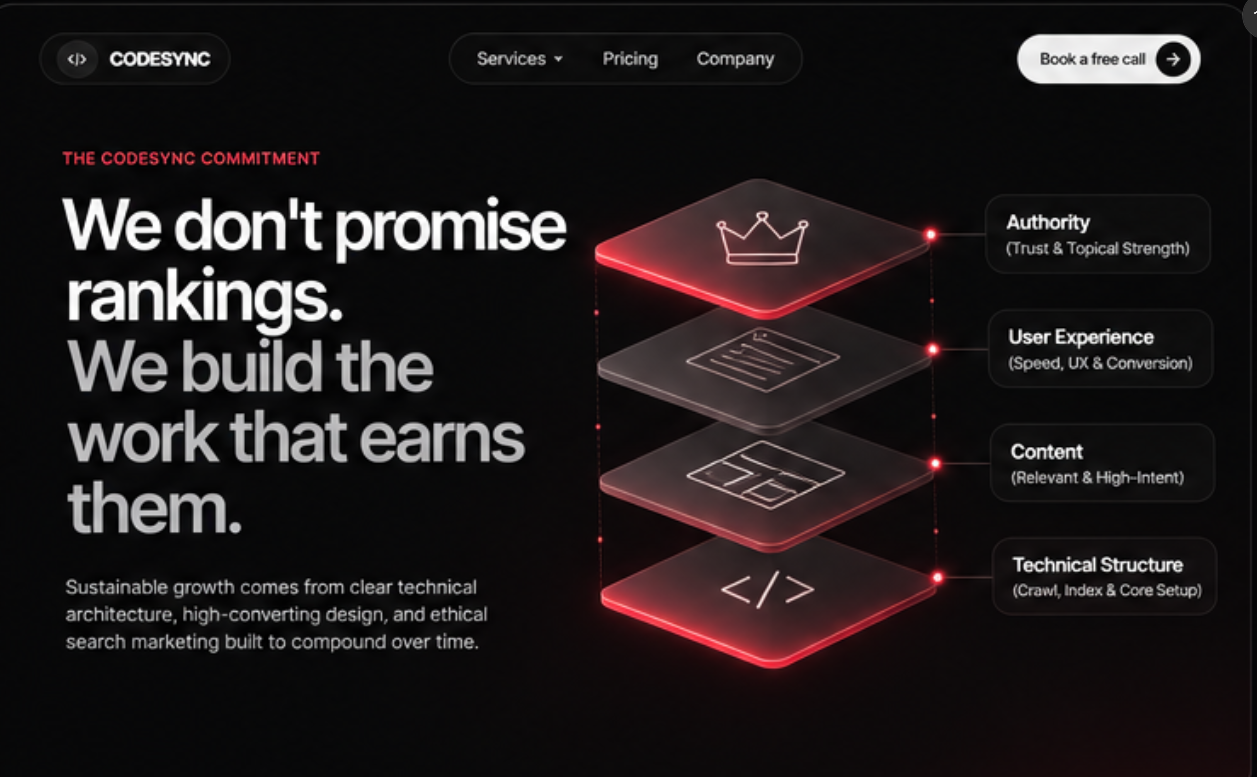 </> CODESYNC
Services
Pricing
Company
Book a free call
THE CODESYNC COMMITMENT
We don't promise
rankings.
We build the
work that earns
them.
Sustainable growth comes from clear technical
architecture, high-converting design, and ethical
search marketing built to compound over time.
Authority
(Trust & Topical Strength)
User Experience
(Speed, UX & Conversion)
Content
(Relevant & High-Intent)
</>
Technical Structure
(Crawl, Index & Core Setup)